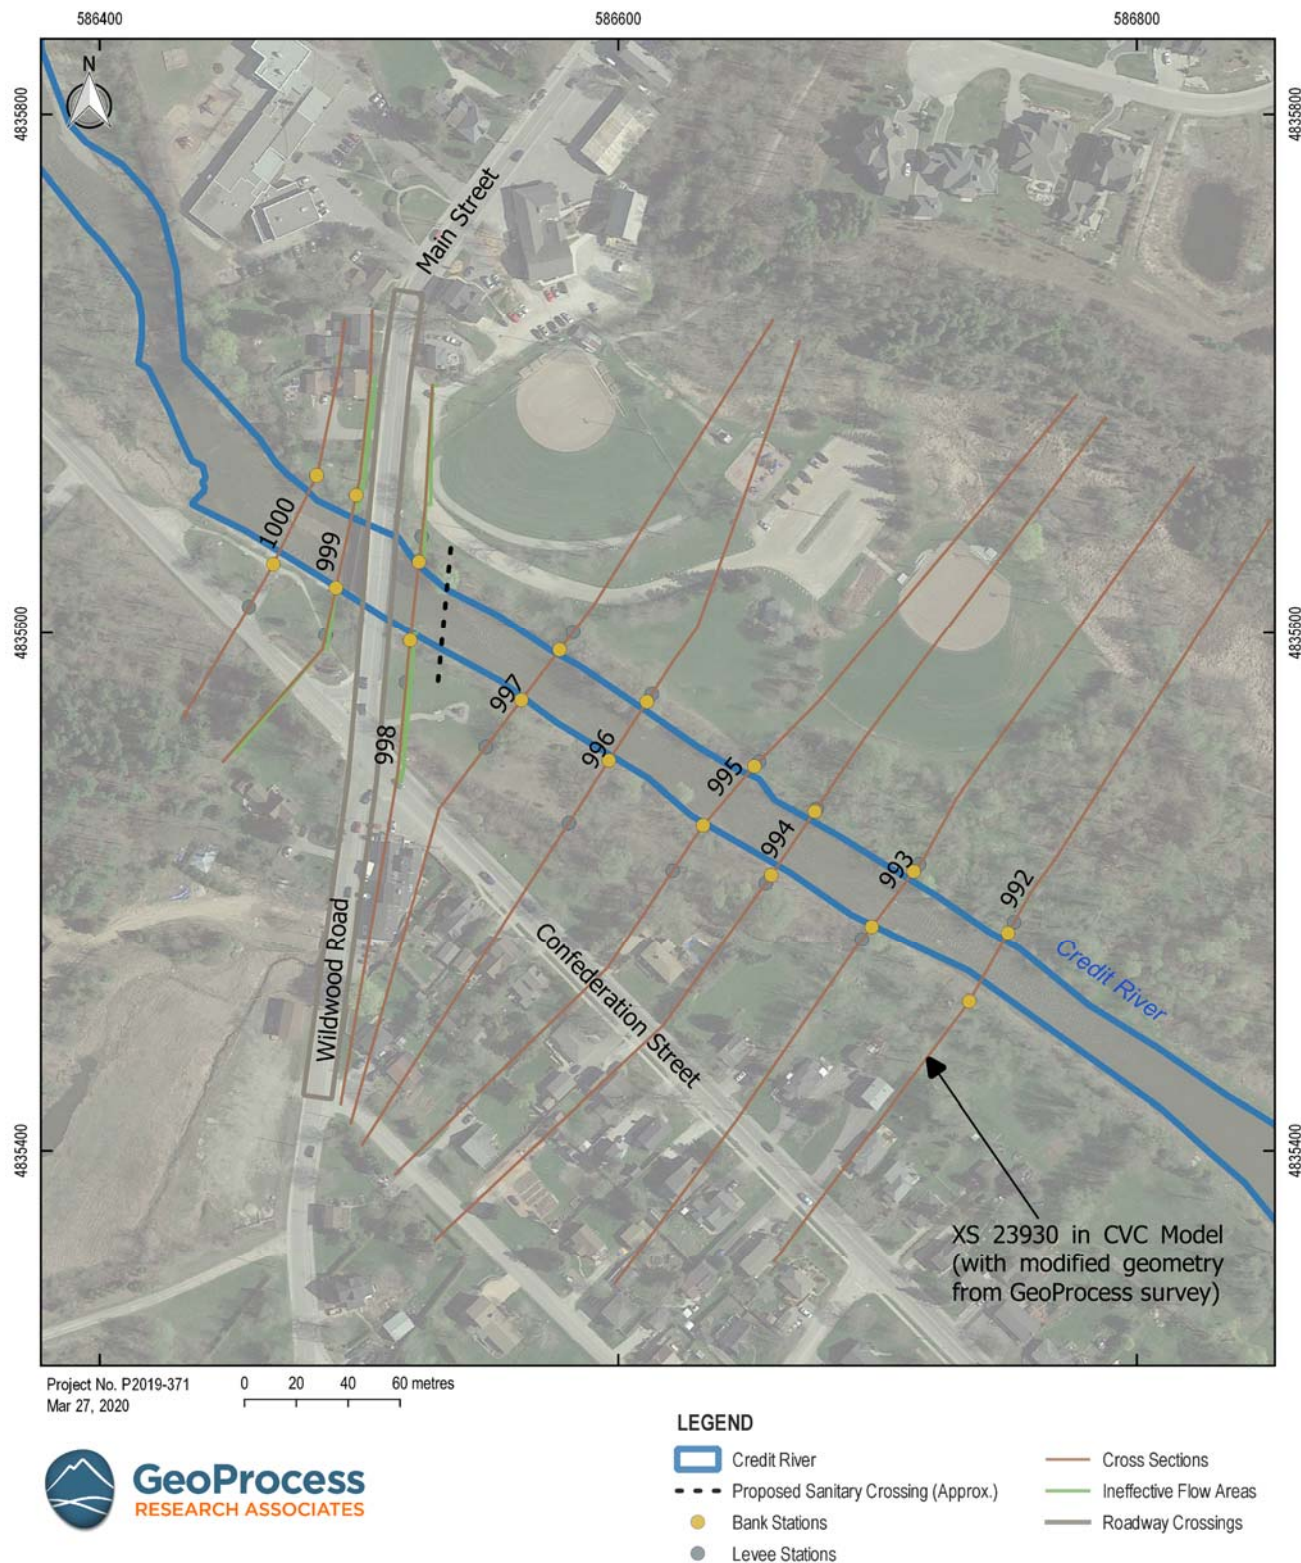 586400
586600
586800
N
4835800
4835800
Main Street
1000
999
4835600
4835600
998
997
996
995
994
993
992
Credit River
Wildwood Road
Confederation Street
4835400
4835400
XS 23930 in CVC Model
(with modified geometry
from GeoProcess survey)
Project No. P2019-371
Mar 27, 2020
0 20 40 60 metres
GeoProcess
RESEARCH ASSOCIATES
LEGEND
Credit River
Proposed Sanitary Crossing (Approx.)
Bank Stations
Levee Stations
Cross Sections
Ineffective Flow Areas
Roadway Crossings